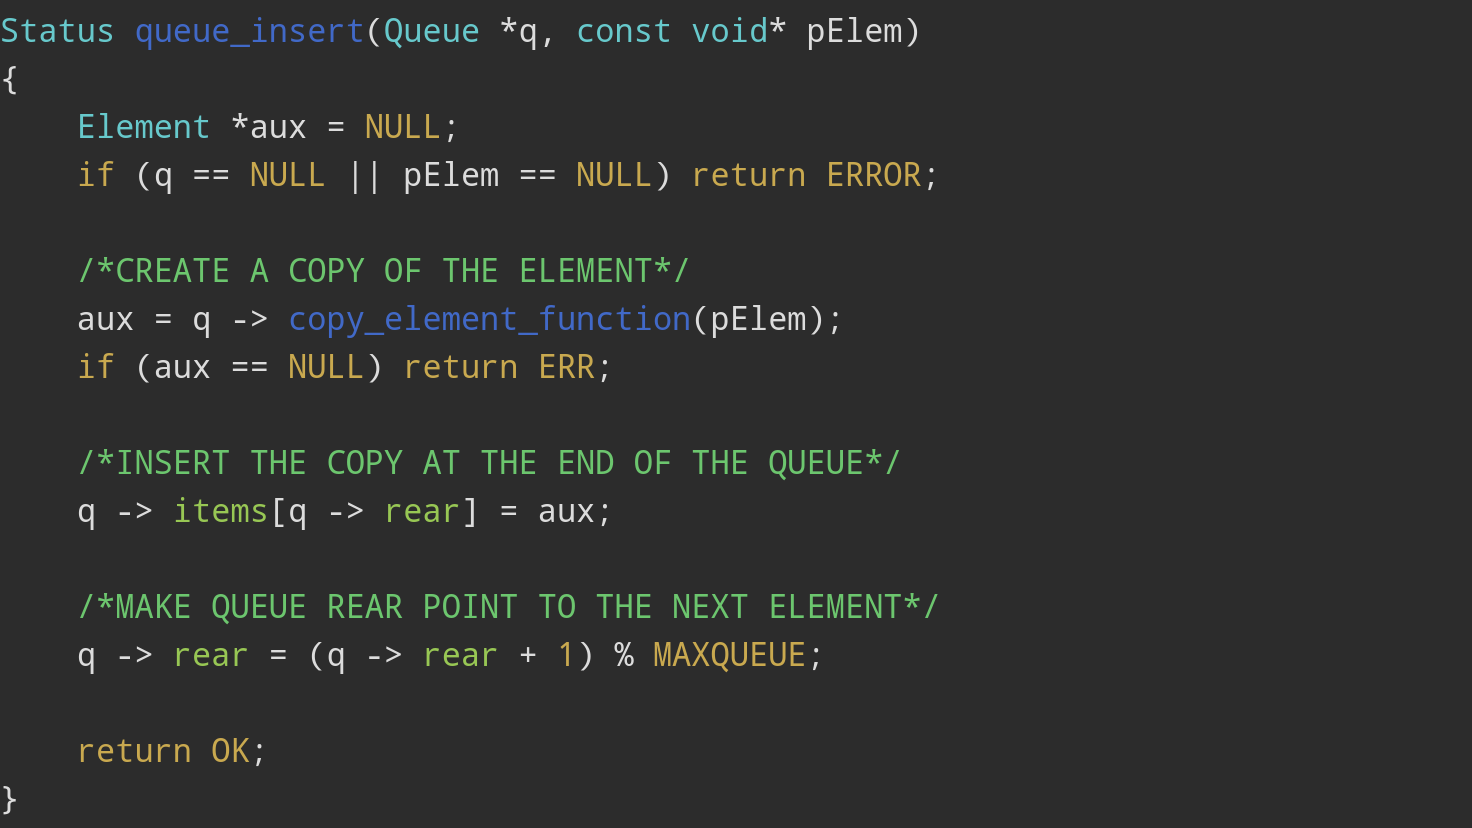 Status queue_insert(Queue *q, const void* pElem)
{
    Element *aux = NULL;
    if (q == NULL || pElem == NULL) return ERROR;
    /*CREATE A COPY OF THE ELEMENT*/
    aux = q -> copy_element_function(pElem);
    if (aux == NULL) return ERR;
    /*INSERT THE COPY AT THE END OF THE QUEUE*/
    q -> items[q -> rear] = aux;
    /*MAKE QUEUE REAR POINT TO THE NEXT ELEMENT*/
    q -> rear = (q -> rear + 1) % MAXQUEUE;
    return OK;
}